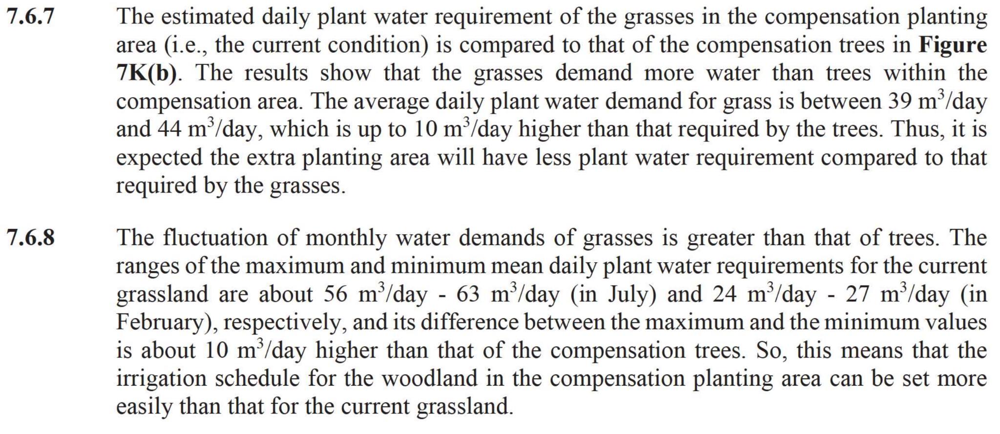 7.6.7 The estimated daily plant water requirement of the grasses in the compensation planting
area (i.e., the current condition) is compared to that of the compensation trees in Figure
7K(b). The results show that the grasses demand more water than trees within the
compensation area. The average daily plant water demand for grass is between 39 m³/day
and 44 m³/day, which is up to 10 m³/day higher than that required by the trees. Thus, it is
expected the extra planting area will have less plant water requirement compared to that
required by the grasses.
7.6.8 The fluctuation of monthly water demands of grasses is greater than that of trees. The
ranges of the maximum and minimum mean daily plant water requirements for the current
grassland are about 56 m³/day - 63 m³/day (in July) and 24 m³/day - 27 m³/day (in
February), respectively, and its difference between the maximum and the minimum values
is about 10 m³/day higher than that of the compensation trees. So, this means that the
irrigation schedule for the woodland in the compensation planting area can be set more
easily than that for the current grassland.